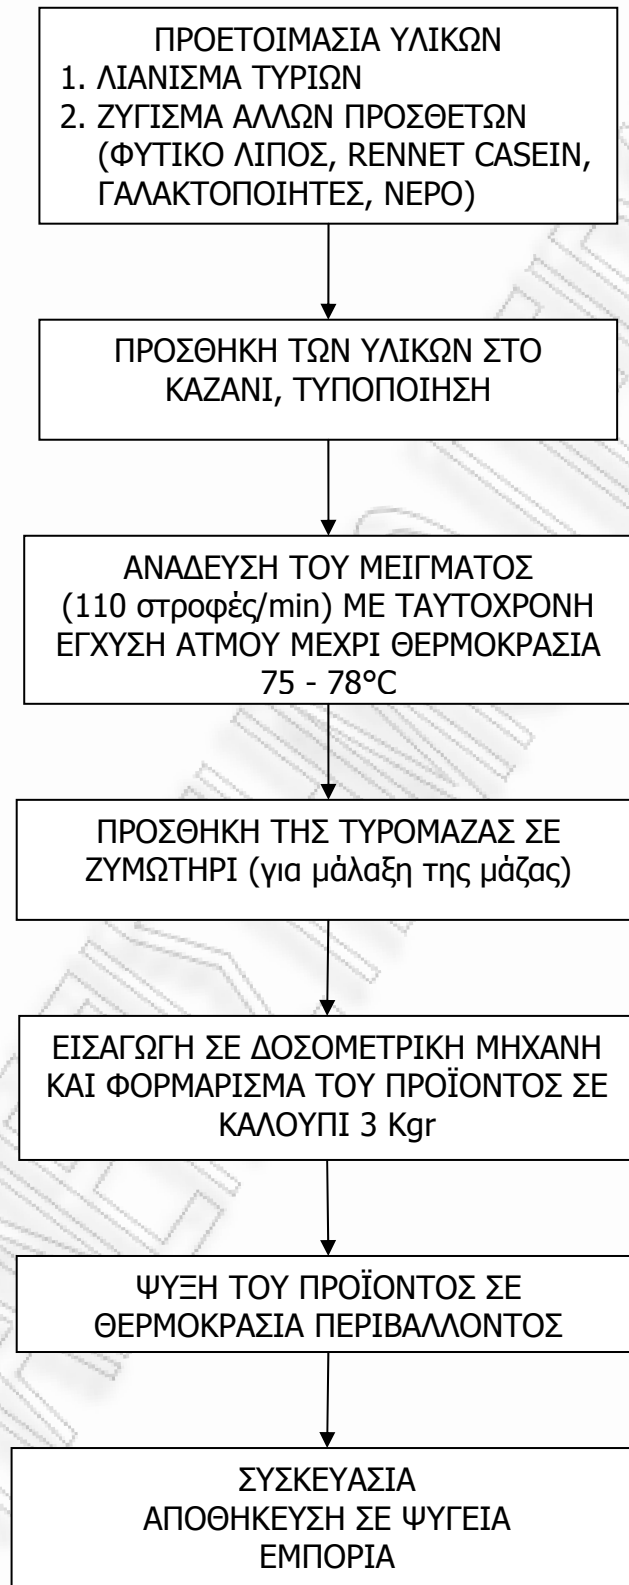 ΠΡΟΕΤΟΙΜΑΣΙΑ ΥΛΙΚΩΝ
1. ΛΙΑΝΙΣΜΑ ΤΥΡΙΩΝ
2. ΖΥΓΙΣΜΑ ΑΛΛΩΝ ΠΡΟΣΘΕΤΩΝ
(ΦΥΤΙΚΟ ΛΙΠΟΣ, RENNET CASEIN,
ΓΑΛΑΚΤΟΠΟΙΗΤΕΣ, ΝΕΡΟ)
ΠΡΟΣΘΗΚΗ ΤΩΝ ΥΛΙΚΩΝ ΣΤΟ
ΚΑΖΑΝΙ, ΤΥΠΟΠΟΙΗΣΗ
ΑΝΑΔΕΥΣΗ ΤΟΥ ΜΕΙΓΜΑΤΟΣ
(110 στροφές/min) ΜΕ ΤΑΥΤΟΧΡΟΝΗ
ΕΓΧΥΣΗ ΑΤΜΟΥ ΜΕΧΡΙ ΘΕΡΜΟΚΡΑΣΙΑ
75 - 78°C
ΠΡΟΣΘΗΚΗ ΤΗΣ ΤΥΡΟΜΑΖΑΣ ΣΕ
ΖΥΜΩΤΗΡΙ (για μάλαξη της μάζας)
ΕΙΣΑΓΩΓΗ ΣΕ ΔΟΣΟΜΕΤΡΙΚΗ ΜΗΧΑΝΗ
ΚΑΙ ΦΟΡΜΑΡΙΣΜΑ ΤΟΥ ΠΡΟΪΟΝΤΟΣ ΣΕ
ΚΑΛΟΥΠΙ 3 Kgr
ΨΥΞΗ ΤΟΥ ΠΡΟΪΟΝΤΟΣ ΣΕ
ΘΕΡΜΟΚΡΑΣΙΑ ΠΕΡΙΒΑΛΛΟΝΤΟΣ
ΣΥΣΚΕΥΑΣΙΑ
ΑΠΟΘΗΚΕΥΣΗ ΣΕ ΨΥΓΕΙΑ
ΕΜΠΟΡΙΑ